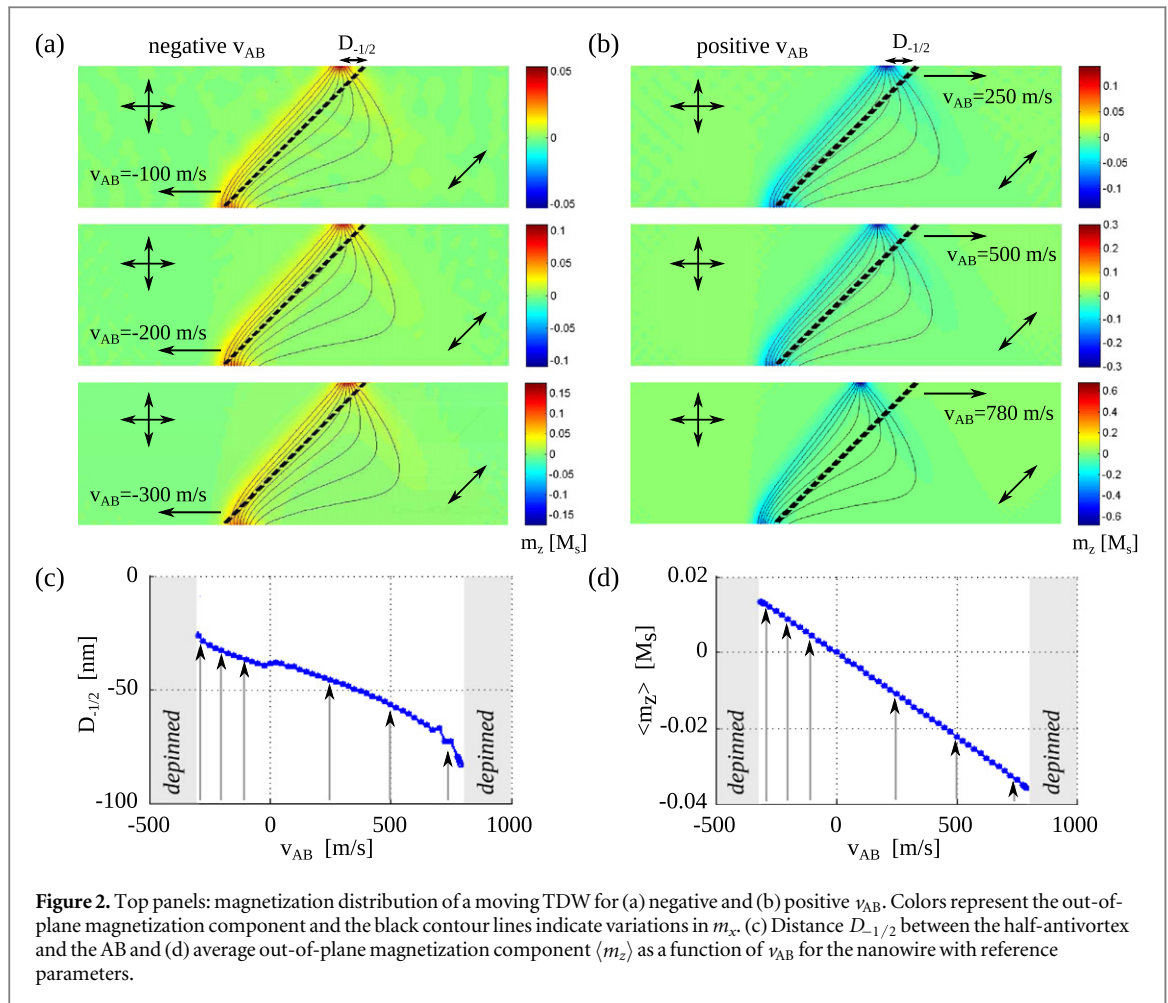 (a) negative v_AB D_-1/2
0.05
0
-0.05
v_AB=-100 m/s
0.1
0.05
0
-0.05
-0.1
v_AB=-200 m/s
0.15
0.1
0.05
0
-0.05
-0.1
-0.15
v_AB=-300 m/s
m_z [M_s]
(b) positive v_AB D_-1/2
v_AB=250 m/s
0.1
0.05
0
-0.05
-0.1
v_AB=500 m/s
0.3
0.2
0.1
0
-0.1
-0.2
-0.3
v_AB=780 m/s
0.6
0.4
0.2
0
-0.2
-0.4
-0.6
m_z [M_s]
(c)
0
-50
-100
D_-1/2 [nm]
depinned
depinned
-500 0 500 1000
v_AB [m/s]
(d)
0.02
0
-0.02
-0.04
<m_z> [M_s]
depinned
depinned
-500 0 500 1000
v_AB [m/s]
Figure 2. Top panels: magnetization distribution of a moving TDW for (a) negative and (b) positive v_AB. Colors represent the out-of-
plane magnetization component and the black contour lines indicate variations in m_x. (c) Distance D_−1/2 between the half-antivortex
and the AB and (d) average out-of-plane magnetization component ⟨m_z⟩ as a function of v_AB for the nanowire with reference
parameters.